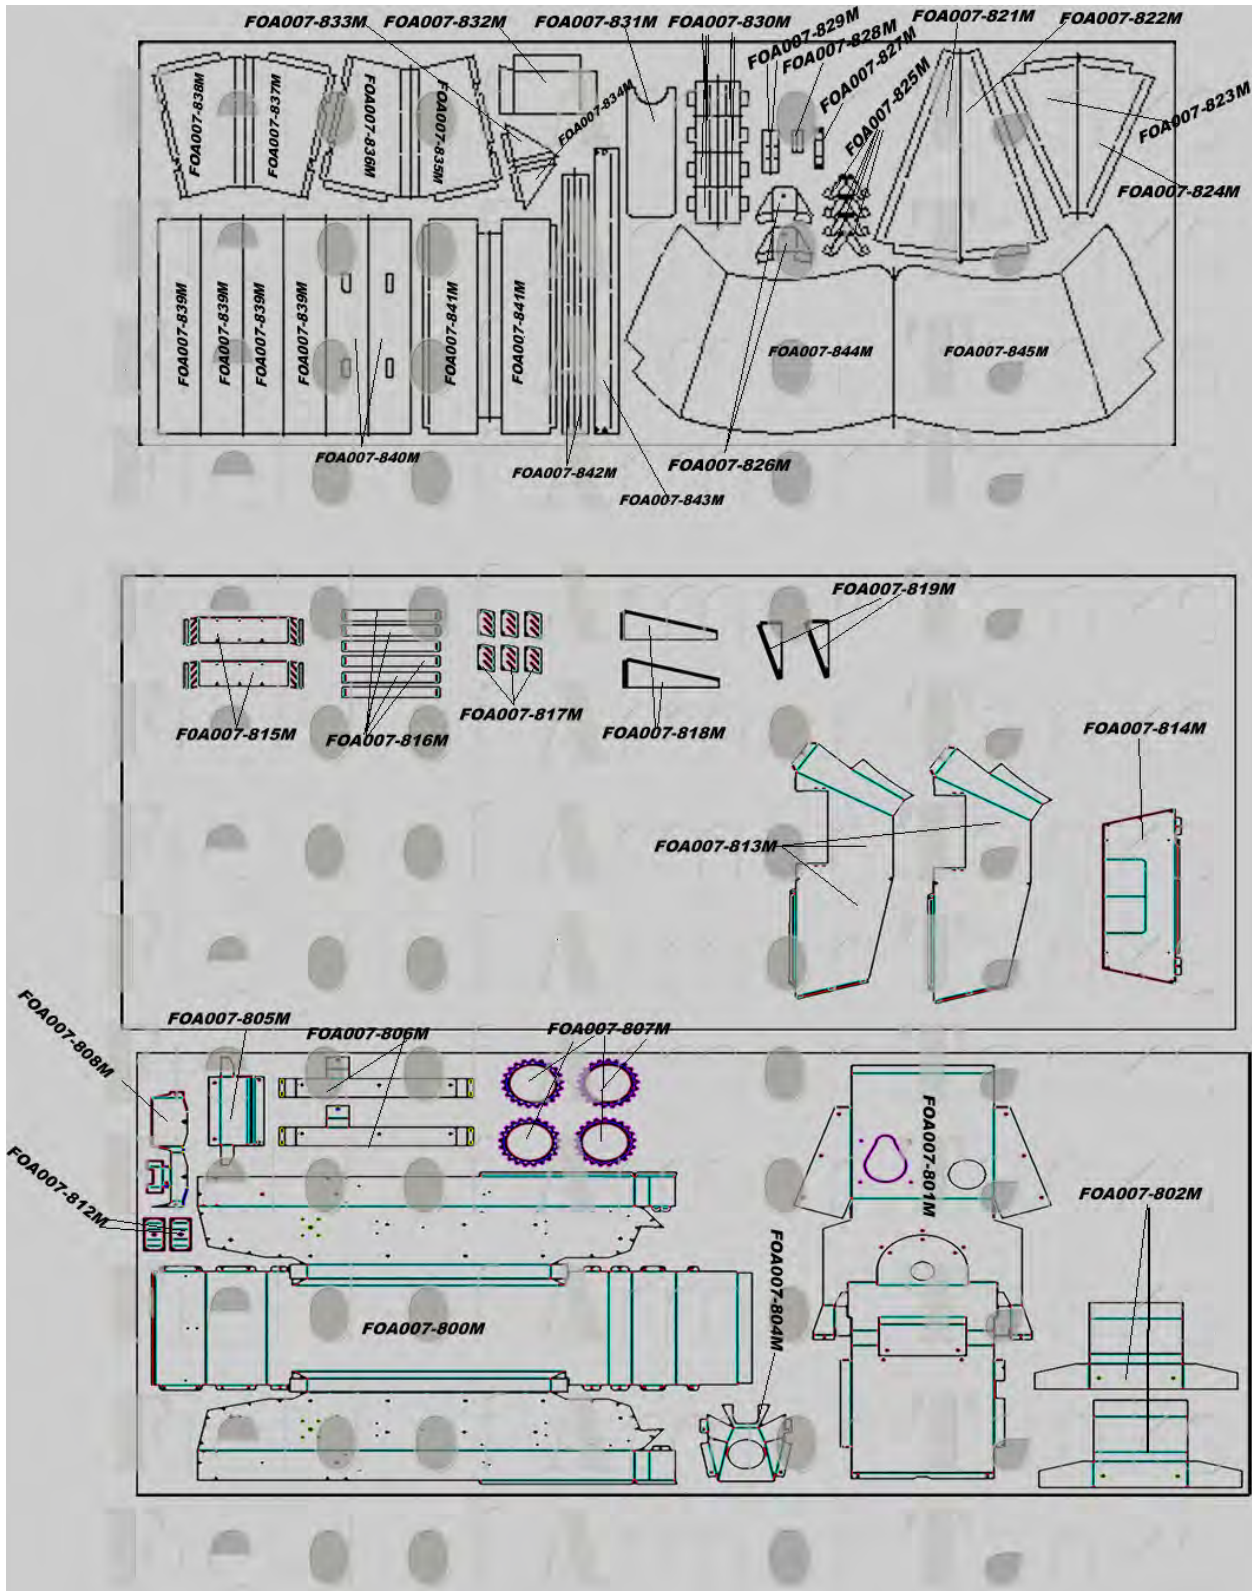 FOA007-833M FOA007-832M FOA007-831M FOA007-830M FOA007-829M FOA007-828M FOA007-827M FOA007-825M FOA007-821M FOA007-822M
FOA007-838M FOA007-837M FOA007-836M FOA007-835M FOA007-834M FOA007-823M
FOA007-824M
FOA007-839M FOA007-839M FOA007-839M FOA007-839M FOA007-841M FOA007-841M FOA007-844M FOA007-845M
FOA007-840M FOA007-842M FOA007-826M
FOA007-843M
FOA007-819M
F0A007-815M FOA007-816M FOA007-817M FOA007-818M FOA007-814M
FOA007-813M
FOA007-808M FOA007-805M FOA007-806M FOA007-807M
FOA007-801M
FOA007-812M FOA007-802M
FOA007-800M FOA007-804M